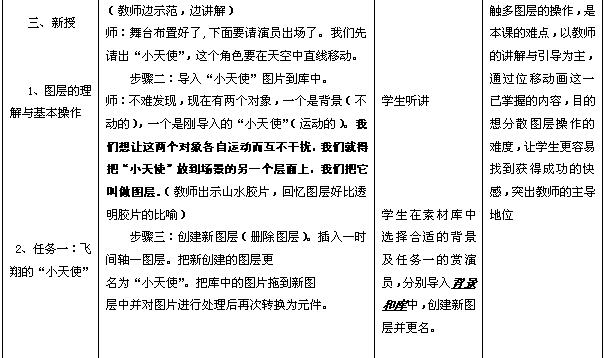 三、新授
1、图层的理
解与基本操作
2、任务一：飞
翔的“小天使”
（教师边示范，边讲解）
师：舞台布置好了，下面要请演员出场了。我们先
请出“小天使”，这个角色要在天空中直线移动。
步骤二：导入“小天使”图片到库中。
师：不难发现，现在有两个对象，一个是背景（不
动的），一个是刚导入的“小天使”（运动的）。我
们想让这两个对象各自运动而互不干扰，我们就得
把“小天使”放到场景的另一个层面上，我们把它
叫做图层。（教师出示山水胶片，回忆图层好比透
明胶片的比喻）
步骤三：创建新图层（删除图层）。插入一时
间轴一图层。把新创建的图层更
名为“小天使”。把库中的图片拖到新图
层中并对图片进行处理后再次转换为元件。
学生听讲
学生在素材库中
选择合适的背景
及任务一的赏演
员，分别导入背景
和库中，创建新图
层并更名。
触多图层的操作，是
本课的难点，以教师
的讲解与引导为主，
通过位移动画这一
已掌握的内容，目的
想分散图层操作的
难度，让学生更容易
找到获得成功的快
感，突出教师的主导
地位